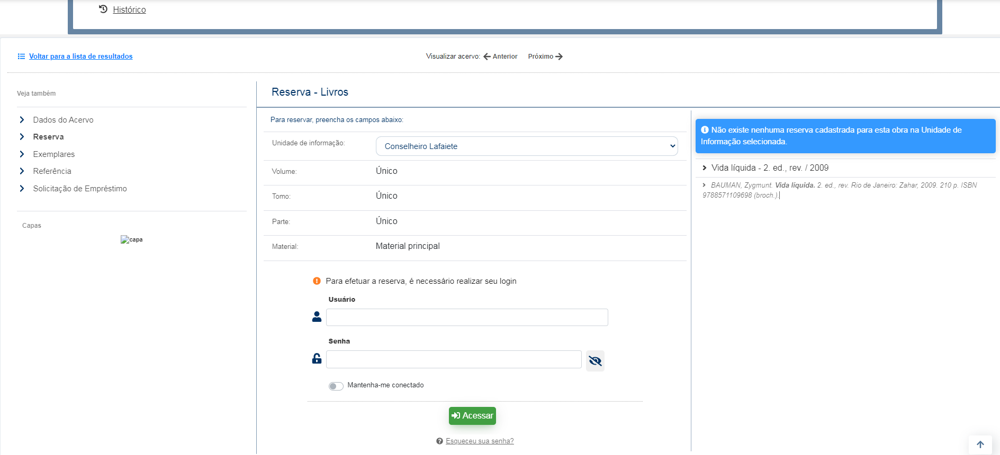 Histórico
Voltar para a lista de resultados
Visualizar acervo: Anterior Próximo
Veja também
Dados do Acervo
Reserva
Exemplares
Referência
Solicitação de Empréstimo
Capas
capa
Reserva - Livros
Para reservar, preencha os campos abaixo:
Unidade de informação: Conselheiro Lafaiete
Volume: Único
Tomo: Único
Parte: Único
Material: Material principal
Para efetuar a reserva, é necessário realizar seu login
Usuário
Senha
Mantenha-me conectado
Acessar
Esqueceu sua senha?
Não existe nenhuma reserva cadastrada para esta obra na Unidade de
Informação selecionada.
Vida líquida - 2. ed., rev. / 2009
BAUMAN, Zygmunt. Vida líquida. 2. ed., rev. Rio de Janeiro: Zahar, 2009. 210 p. ISBN
9788571109698 (broch.).